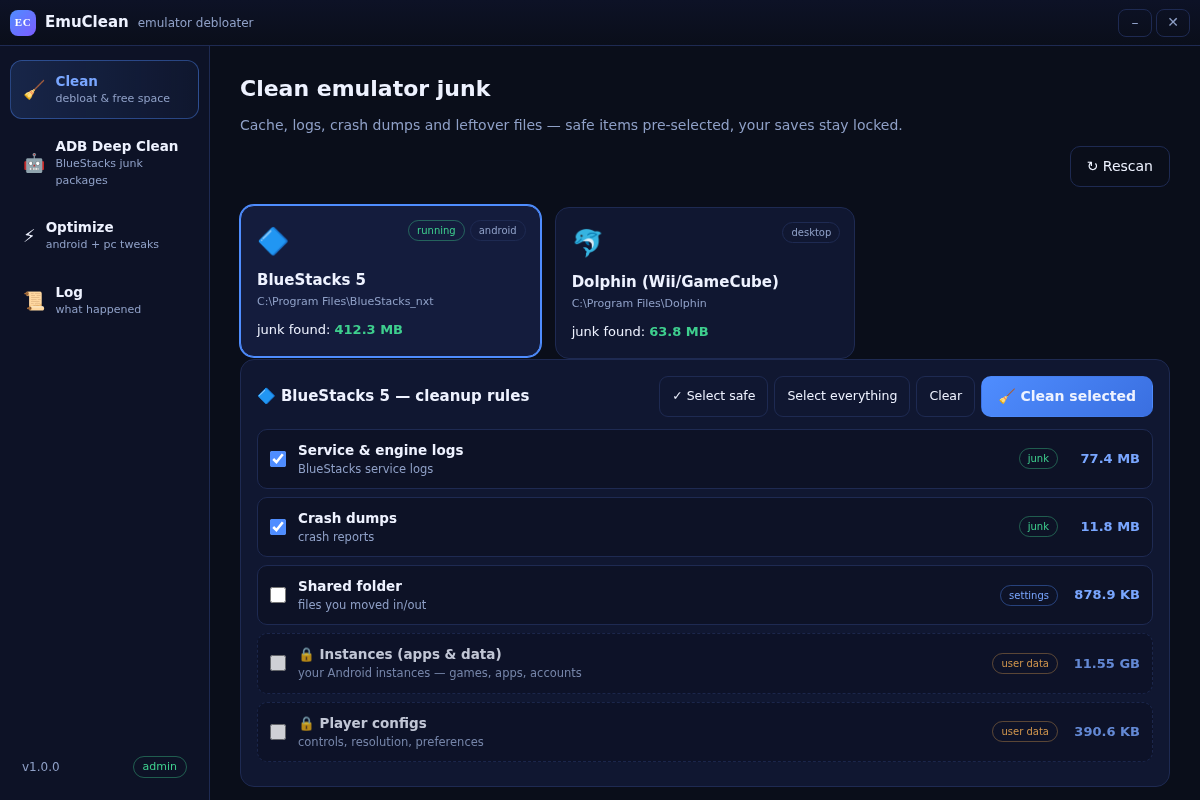 EC EmuClean emulator debloater – ✕
🧹 Clean
debloat & free space
🤖 ADB Deep Clean
BlueStacks junk
packages
⚡ Optimize
android + pc tweaks
📜 Log
what happened
v1.0.0 admin
Clean emulator junk
Cache, logs, crash dumps and leftover files — safe items pre-selected, your saves stay locked.
↻ Rescan
running android
BlueStacks 5
C:\Program Files\BlueStacks_nxt
junk found: 412.3 MB
desktop
Dolphin (Wii/GameCube)
C:\Program Files\Dolphin
junk found: 63.8 MB
🔷 BlueStacks 5 — cleanup rules
✓ Select safe Select everything Clear 🧹 Clean selected
Service & engine logs
BlueStacks service logs
junk 77.4 MB
Crash dumps
crash reports
junk 11.8 MB
Shared folder
files you moved in/out
settings 878.9 KB
🔒 Instances (apps & data)
your Android instances — games, apps, accounts
user data 11.55 GB
🔒 Player configs
controls, resolution, preferences
user data 390.6 KB